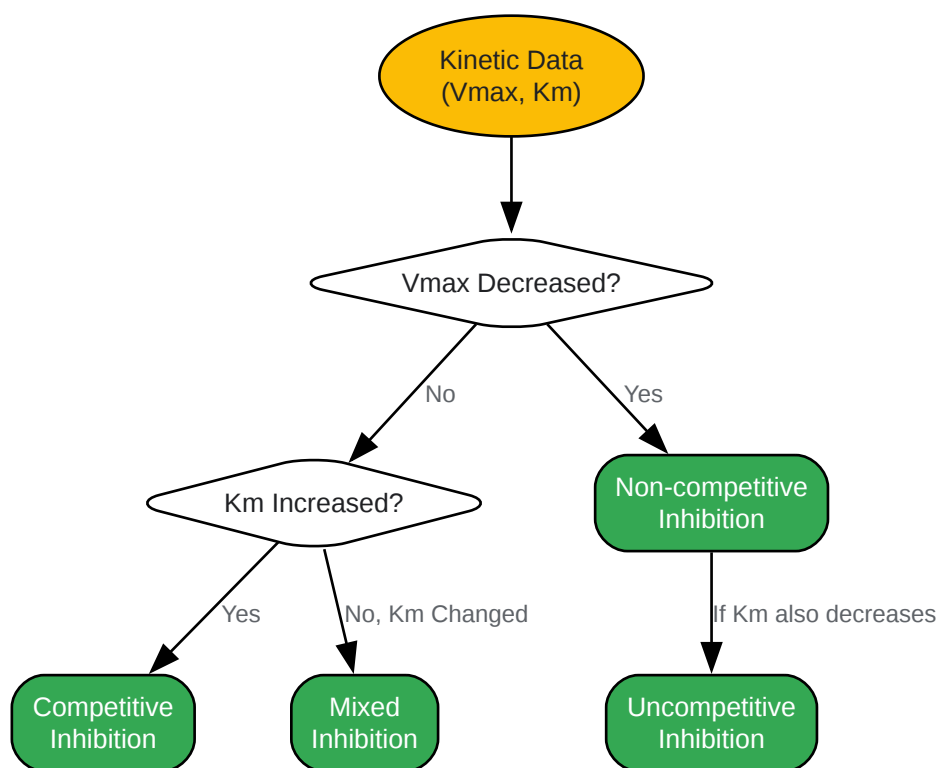 Kinetic Data
(Vmax, Km)
Vmax Decreased?
No
Yes
Km Increased?
Non-competitive
Inhibition
Yes
No, Km Changed
If Km also decreases
Competitive
Inhibition
Mixed
Inhibition
Uncompetitive
Inhibition